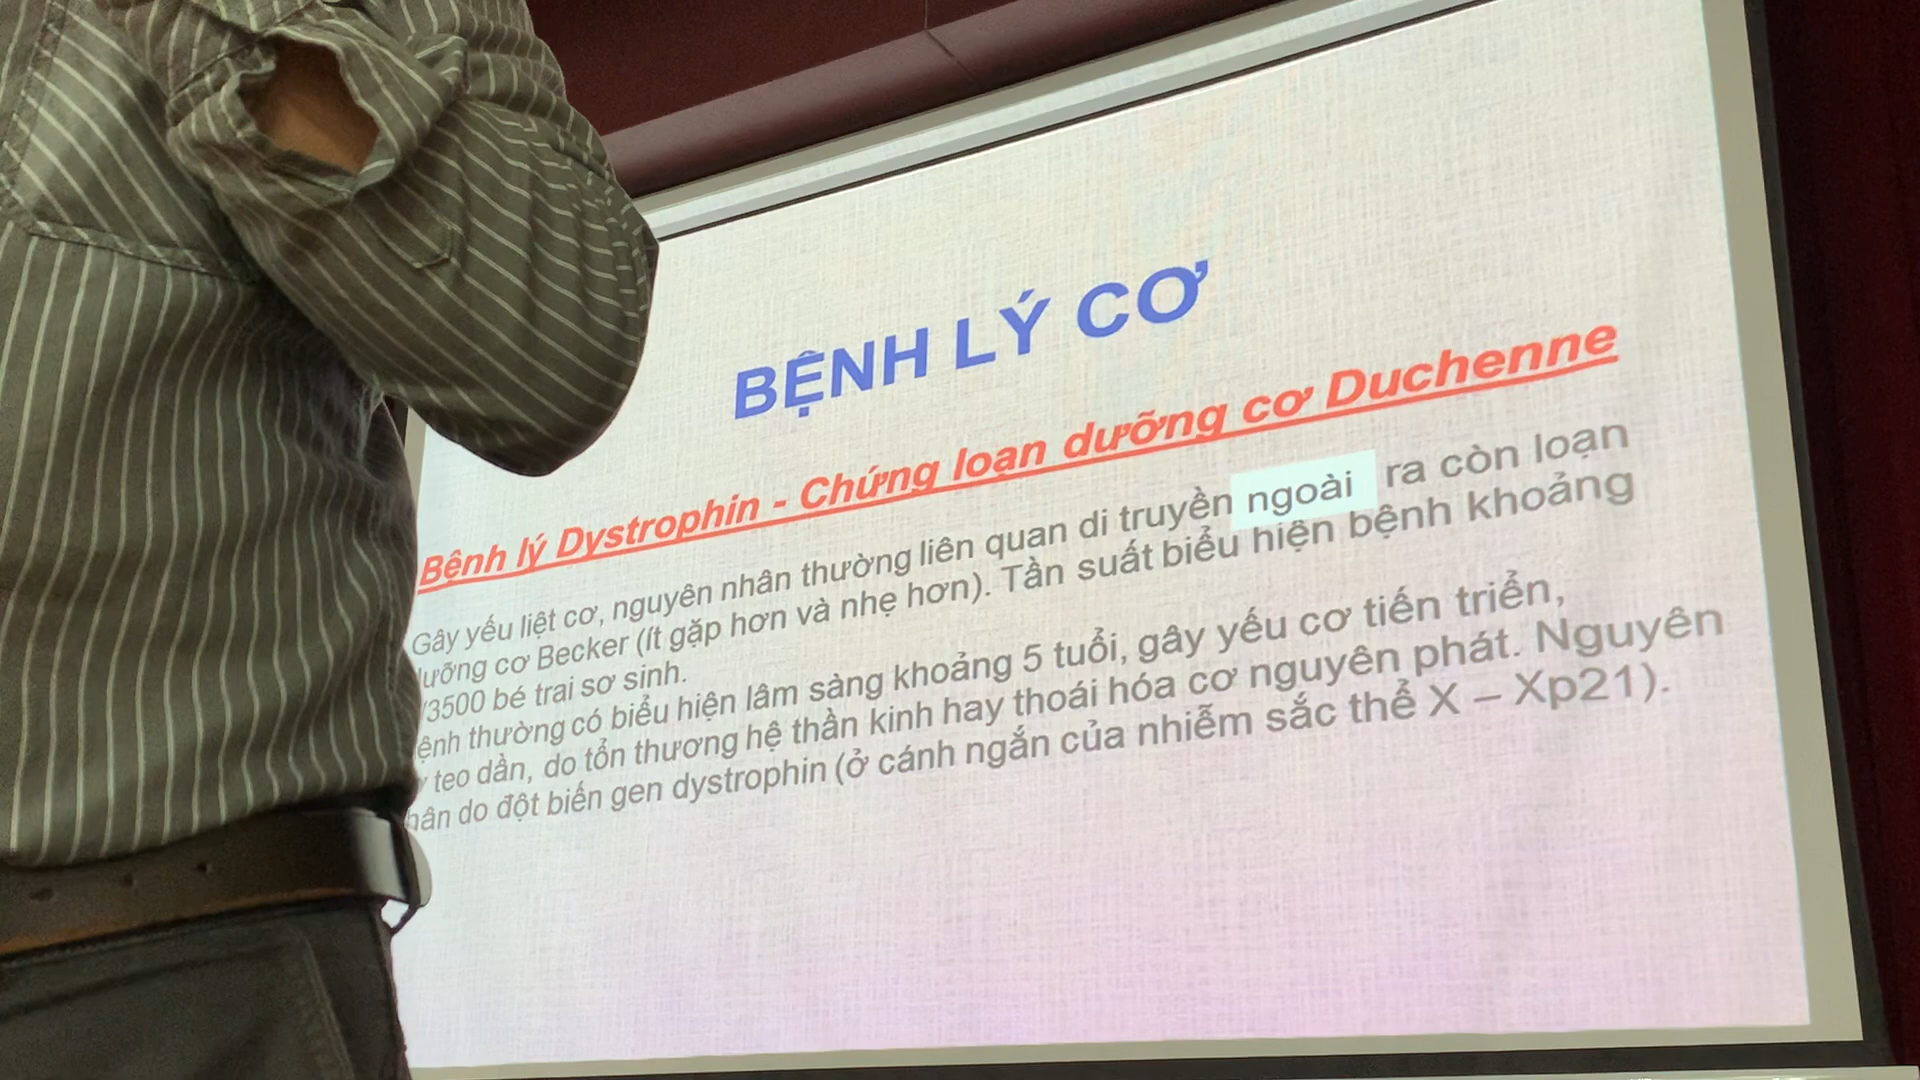 BỆNH LÝ CƠ
Bệnh lý Dystrophin - Chứng loạn dưỡng cơ Duchenne
Gây yếu liệt cơ, nguyên nhân thường liên quan di truyền ngoài ra còn loạn
dưỡng cơ Becker (ít gặp hơn và nhẹ hơn). Tần suất biểu hiện bệnh khoảng
/3500 bé trai sơ sinh.
ệnh thường có biểu hiện lâm sàng khoảng 5 tuổi, gây yếu cơ tiến triển,
teo dần, do tổn thương hệ thần kinh hay thoái hóa cơ nguyên phát. Nguyên
hân do đột biến gen dystrophin (ở cánh ngắn của nhiễm sắc thể X – Xp21).